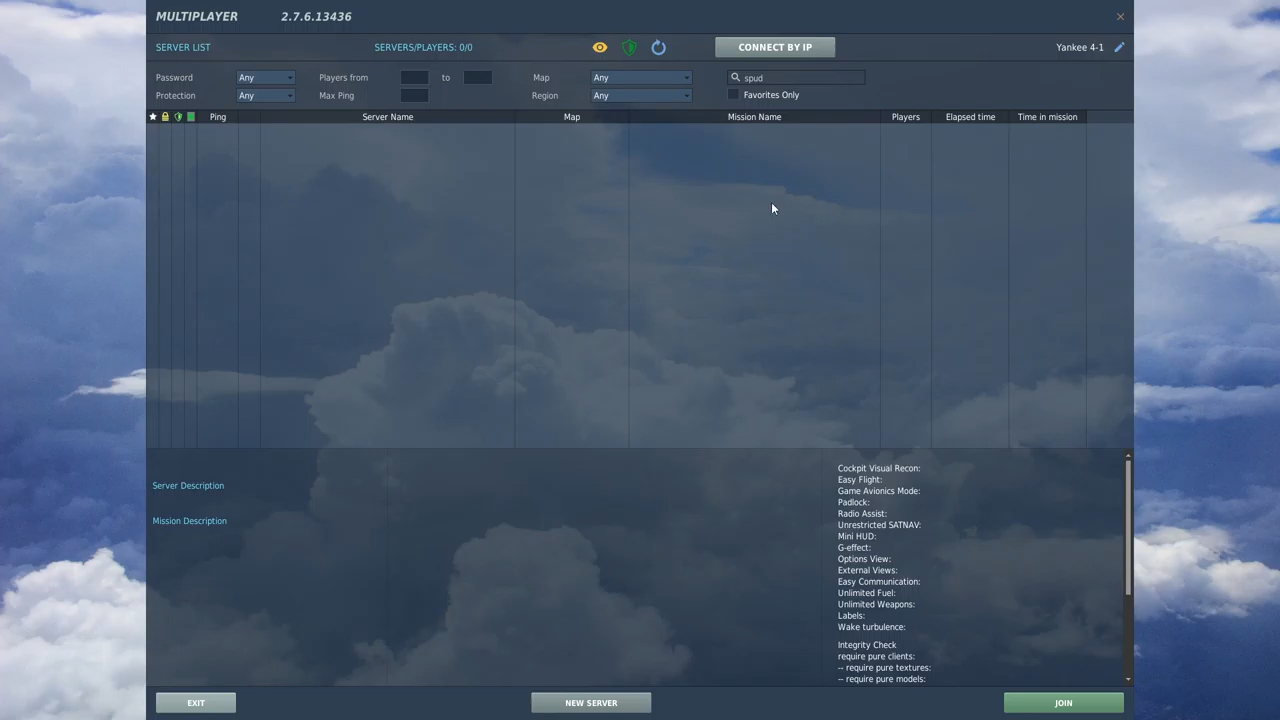 MULTIPLAYER 2.7.6.13436
SERVER LIST SERVERS/PLAYERS: 0/0 CONNECT BY IP Yankee 4-1
Password Any Players from to Map Any spud
Protection Any Max Ping Region Any Favorites Only
Ping Server Name Map Mission Name Players Elapsed time Time in mission
Cockpit Visual Recon:
Easy Flight:
Server Description
Game Avionics Mode:
Padlock:
Radio Assist:
Mission Description
Unrestricted SATNAV:
Mini HUD:
G-effect:
Options View:
External Views:
Easy Communication:
Unlimited Fuel:
Unlimited Weapons:
Labels:
Wake turbulence:
Integrity Check
require pure clients:
-- require pure textures:
-- require pure models:
EXIT NEW SERVER JOIN